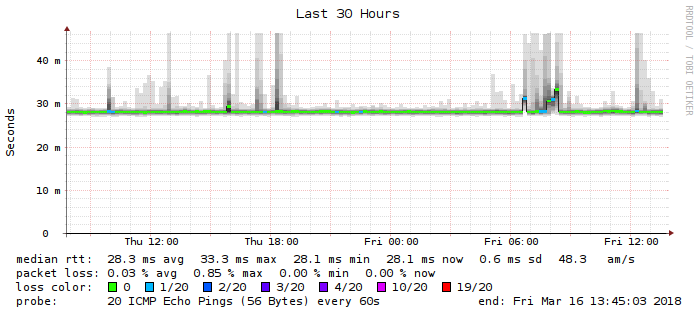 Last 30 Hours
RRDTOOL / TOBI OETIKER
Seconds
40 m
30 m
20 m
10 m
0
Thu 12:00 Thu 18:00 Fri 00:00 Fri 06:00 Fri 12:00
median rtt: 28.3 ms avg 33.3 ms max 28.1 ms min 28.1 ms now 0.6 ms sd 48.3 am/s
packet loss: 0.03 % avg 0.85 % max 0.00 % min 0.00 % now
loss color: 0 1/20 2/20 3/20 4/20 10/20 19/20
probe: 20 ICMP Echo Pings (56 Bytes) every 60s end: Fri Mar 16 13:45:03 2018